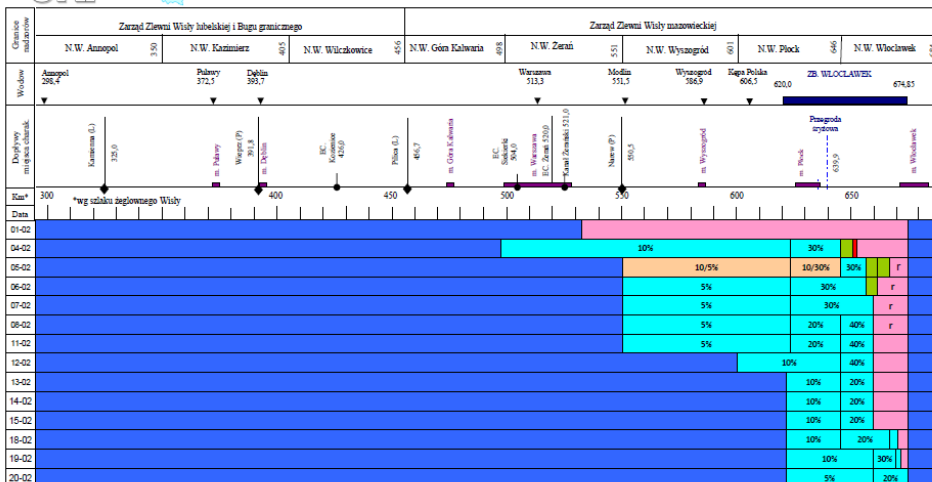 Granice nadzorów
Zarząd Zlewni Wisły lubelskiej i Bugu granicznego
Zarząd Zlewni Wisły mazowieckiej
N.W. Annopol 350 N.W. Kazimierz 405 N.W. Wilczkowice 456 N.W. Góra Kalwaria 498 N.W. Żerań 551 N.W. Wyszogród 601 N.W. Płock 646 N.W. Włocławek
Wodow
Annopol 298,4
Puławy 372,5
Dęblin 393,7
Warszawa 513,3
Modlin 551,5
Wyszogród 586,9
Kępa Polska 606,5
ZB. WŁOCŁAWEK
620,0 674,85
Dopływy miejsca charak.
Kamienna (L) 325,0
m. Puławy
Wieprz (P) 391,8
m. Dęblin
EC. Kozienice 426,0
Pilica (L) 456,7
m. Góra Kalwaria
EC. Siekierki 504,0
m. Warszawa
EC. Żerań 520,0
Kanał Żerański 521,0
Narew (P) 550,5
m. Wyszogród
m. Płock
Przegroda śryżowa
639,9
m. Włocławek
Km* 300 400 450 500 550 600 650
*wg szlaku żeglownego Wisły
Data
01-02
04-02 10% 30%
05-02 10/5% 10/30% 30% r
06-02 5% 30% r
07-02 5% 30% r
08-02 5% 20% 40% r
11-02 5% 20% 40%
12-02 10% 40%
13-02 10% 20%
14-02 10% 20%
15-02 10% 20%
18-02 10% 20%
19-02 10% 30%
20-02 5% 20%